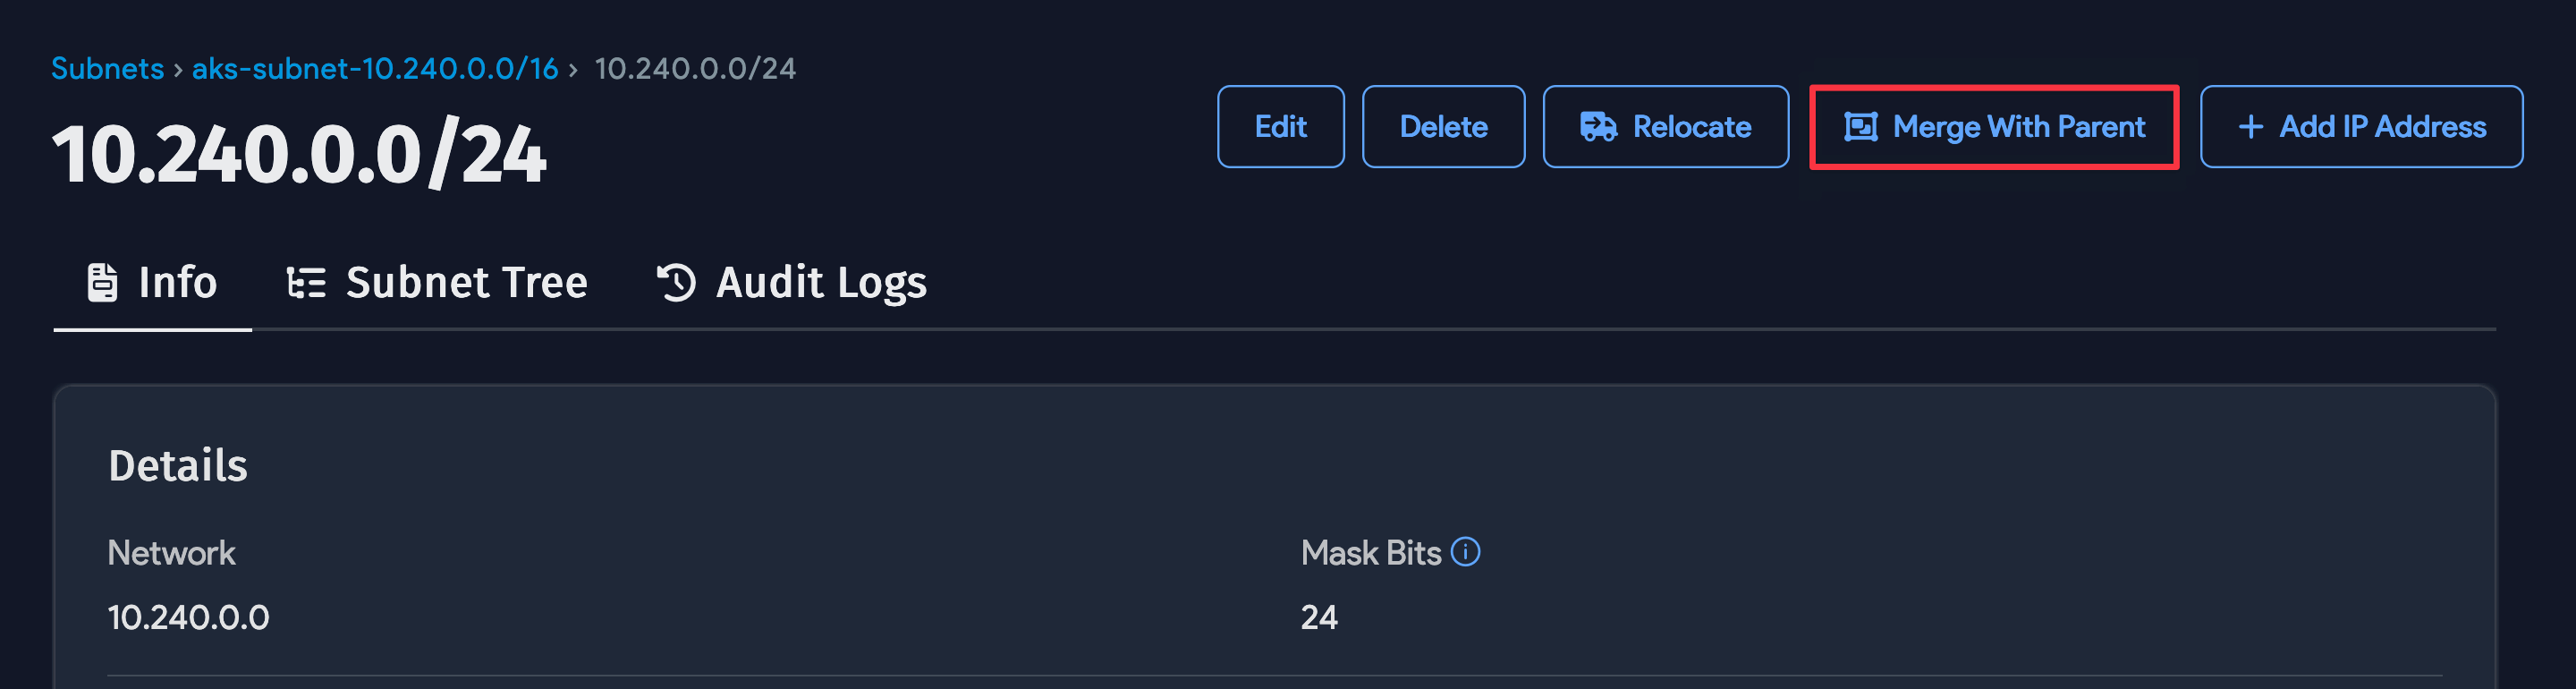 Subnets › aks-subnet-10.240.0.0/16 › 10.240.0.0/24
10.240.0.0/24
Edit
Delete
Relocate
Merge With Parent
+ Add IP Address
Info
Subnet Tree
Audit Logs
Details
Network
Mask Bits
10.240.0.0
24